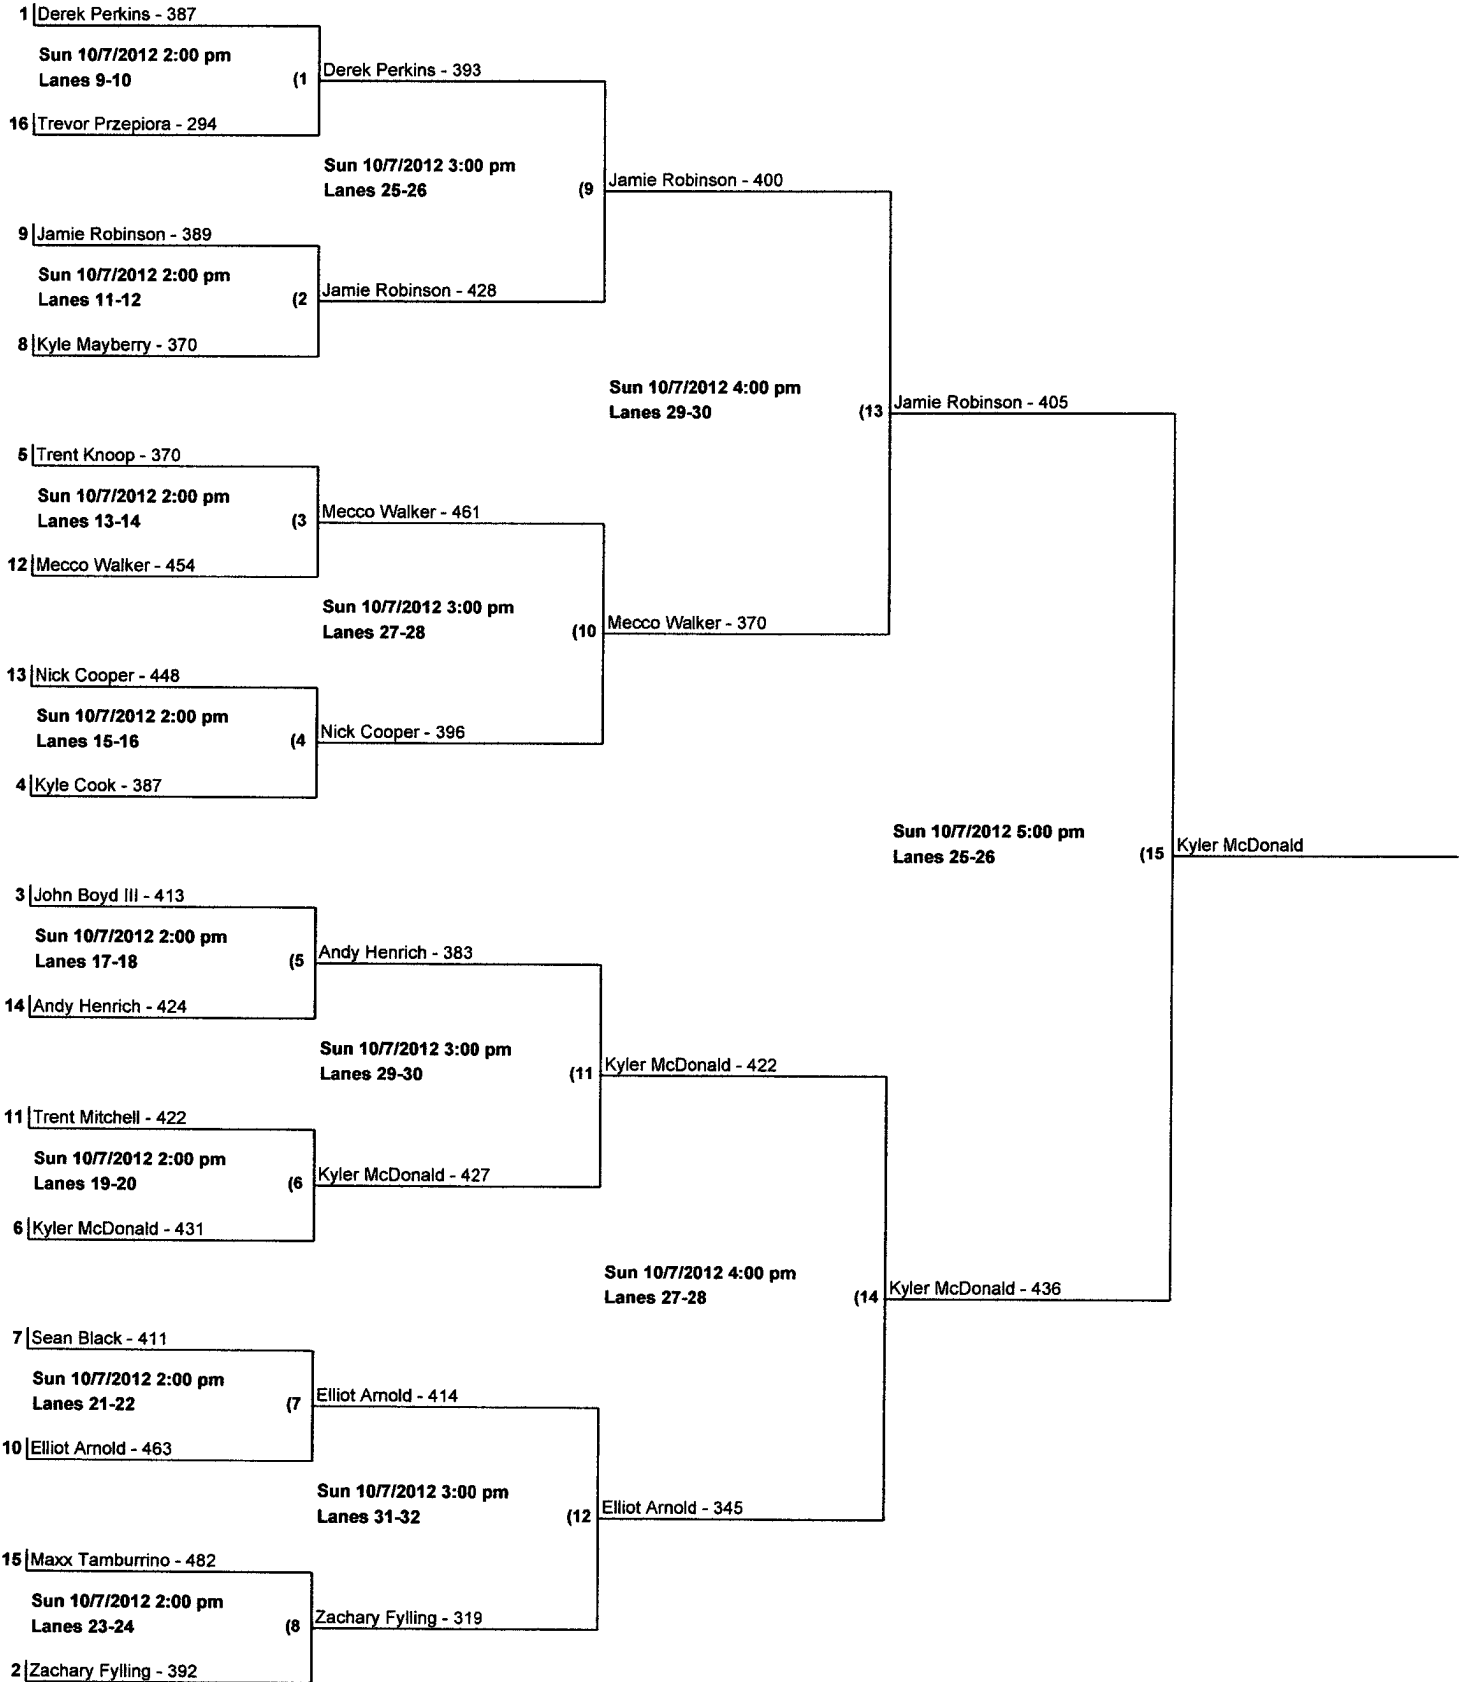 1 Derek Perkins - 387
Sun 10/7/2012 2:00 pm
Lanes 9-10
(1
Derek Perkins - 393
16 Trevor Przepiora - 294
Sun 10/7/2012 3:00 pm
Lanes 25-26
(9
Jamie Robinson - 400
9 Jamie Robinson - 389
Sun 10/7/2012 2:00 pm
Lanes 11-12
(2
Jamie Robinson - 428
8 Kyle Mayberry - 370
Sun 10/7/2012 4:00 pm
Lanes 29-30
(13
Jamie Robinson - 405
5 Trent Knoop - 370
Sun 10/7/2012 2:00 pm
Lanes 13-14
(3
Mecco Walker - 461
12 Mecco Walker - 454
Sun 10/7/2012 3:00 pm
Lanes 27-28
(10
Mecco Walker - 370
13 Nick Cooper - 448
Sun 10/7/2012 2:00 pm
Lanes 15-16
(4
Nick Cooper - 396
4 Kyle Cook - 387
Sun 10/7/2012 5:00 pm
Lanes 25-26
(15
Kyler McDonald
3 John Boyd III - 413
Sun 10/7/2012 2:00 pm
Lanes 17-18
(5
Andy Henrich - 383
14 Andy Henrich - 424
Sun 10/7/2012 3:00 pm
Lanes 29-30
(11
Kyler McDonald - 422
11 Trent Mitchell - 422
Sun 10/7/2012 2:00 pm
Lanes 19-20
(6
Kyler McDonald - 427
6 Kyler McDonald - 431
Sun 10/7/2012 4:00 pm
Lanes 27-28
(14
Kyler McDonald - 436
7 Sean Black - 411
Sun 10/7/2012 2:00 pm
Lanes 21-22
(7
Elliot Arnold - 414
10 Elliot Arnold - 463
Sun 10/7/2012 3:00 pm
Lanes 31-32
(12
Elliot Arnold - 345
15 Maxx Tamburrino - 482
Sun 10/7/2012 2:00 pm
Lanes 23-24
(8
Zachary Fylling - 319
2 Zachary Fylling - 392